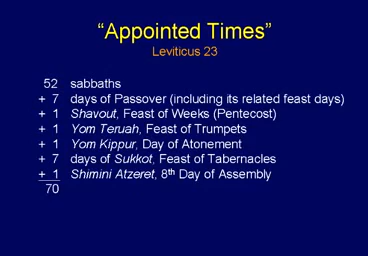 “Appointed Times”
Leviticus 23
52 sabbaths
+ 7 days of Passover (including its related feast days)
+ 1 Shavout, Feast of Weeks (Pentecost)
+ 1 Yom Teruah, Feast of Trumpets
+ 1 Yom Kippur, Day of Atonement
+ 7 days of Sukkot, Feast of Tabernacles
+ 1 Shimini Atzeret, 8th Day of Assembly
70